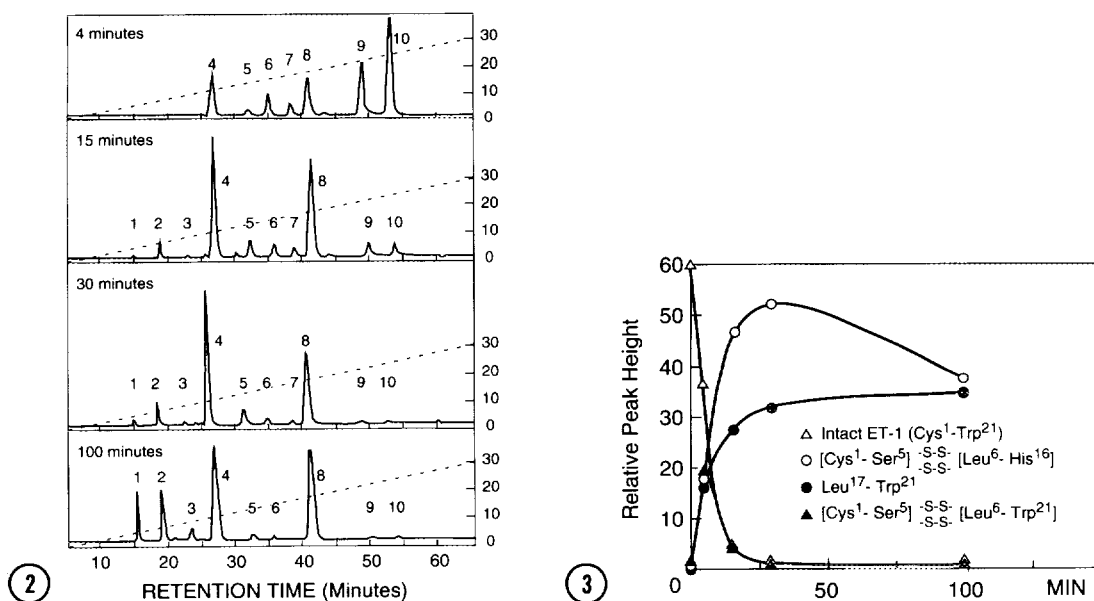 4 minutes
4 5 6 7 8 9 10
30
20
10
0
15 minutes
1 2 3 4 5 6 7 8 9 10
30
20
10
0
30 minutes
1 2 3 4 5 6 7 8 9 10
30
20
10
0
100 minutes
1 2 3 4 5 6 8 9 10
30
20
10
0
10 20 30 40 50 60
2 RETENTION TIME (Minutes)
Relative Peak Height
60
50
40
30
20
10
0 50 100 MIN
△ Intact ET-1 (Cys¹-Trp²¹)
○ [Cys¹- Ser⁵] -S-S- -S-S- [Leu⁶- His¹⁶]
● Leu¹⁷- Trp²¹
▲ [Cys¹- Ser⁵] -S-S- -S-S- [Leu⁶- Trp²¹]
3